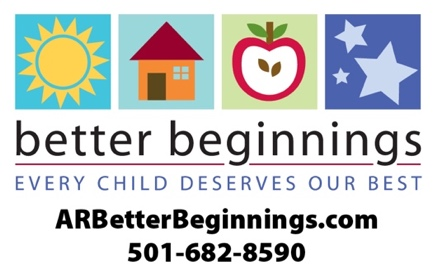 better beginnings
EVERY CHILD DESERVES OUR BEST
ARBetterBeginnings.com
501-682-8590